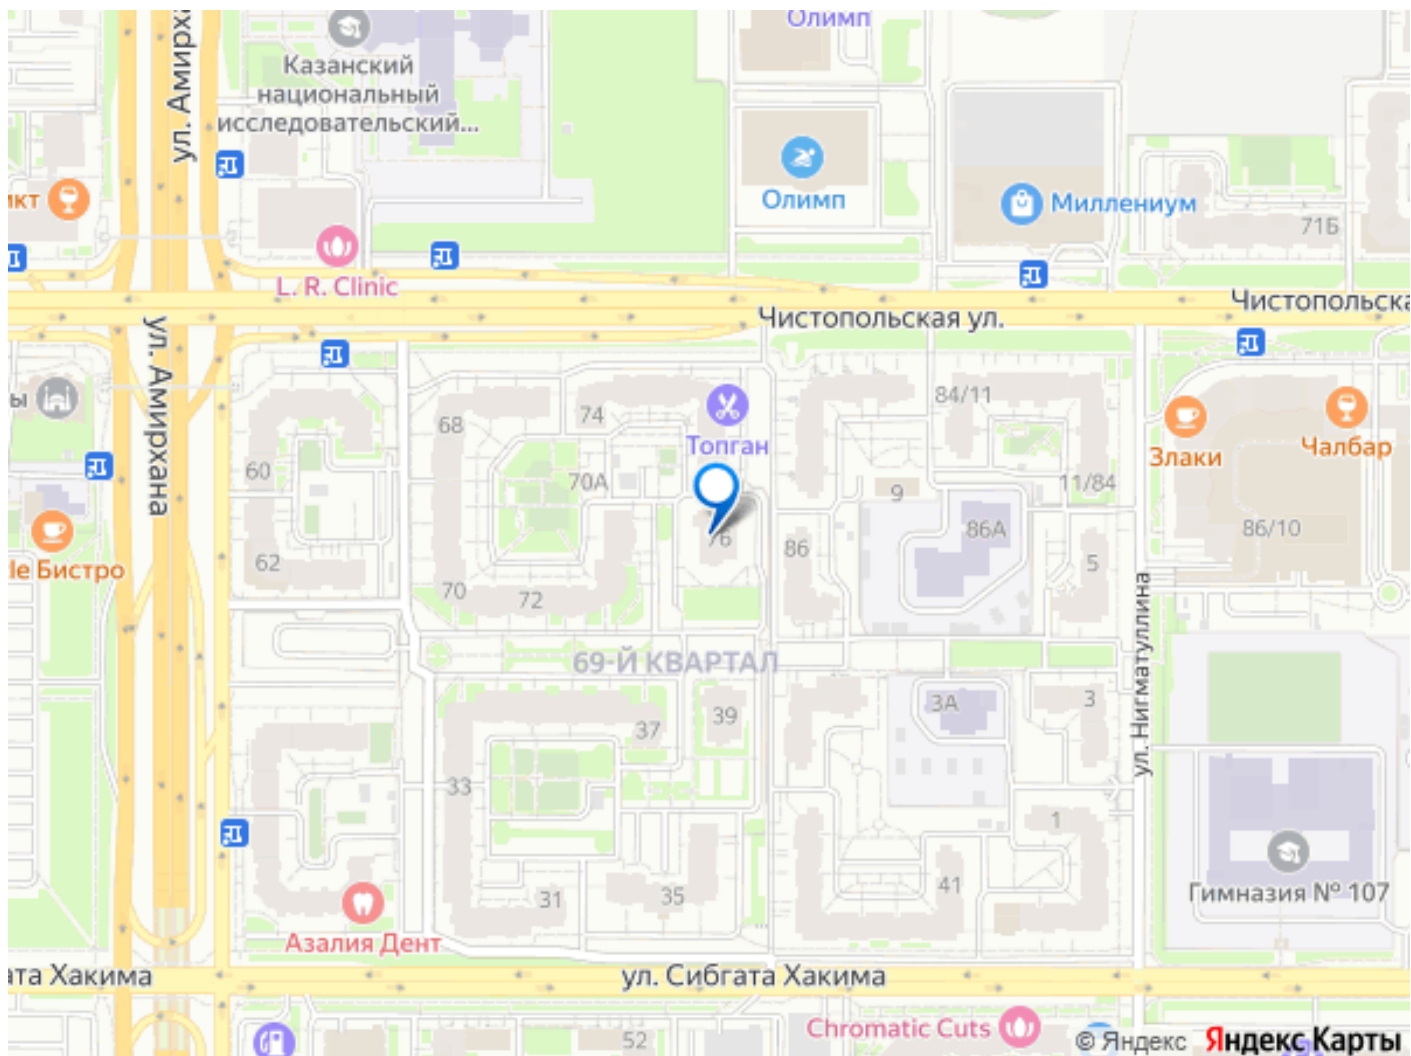 Олимп
ул. Амирха
Казанский
национальный
исследовательский...
икт
Олимп
Миллениум
71Б
L. R. Clinic
Чистопольская ул.
Чистопольска
ул. Амирхана
ы
68
74
Топган
84/11
Злаки
Чалбар
60
70А
9
11/84
86/10
76
86
86А
5
le Бистро
62
70
72
69-Й КВАРТАЛ
ул. Нигматуллина
37
39
3А
3
33
1
31
35
41
Гимназия № 107
Азалия Дент
ата Хакима
ул. Сибгата Хакима
52
Chromatic Cuts
© Яндекс Яндекс Карты